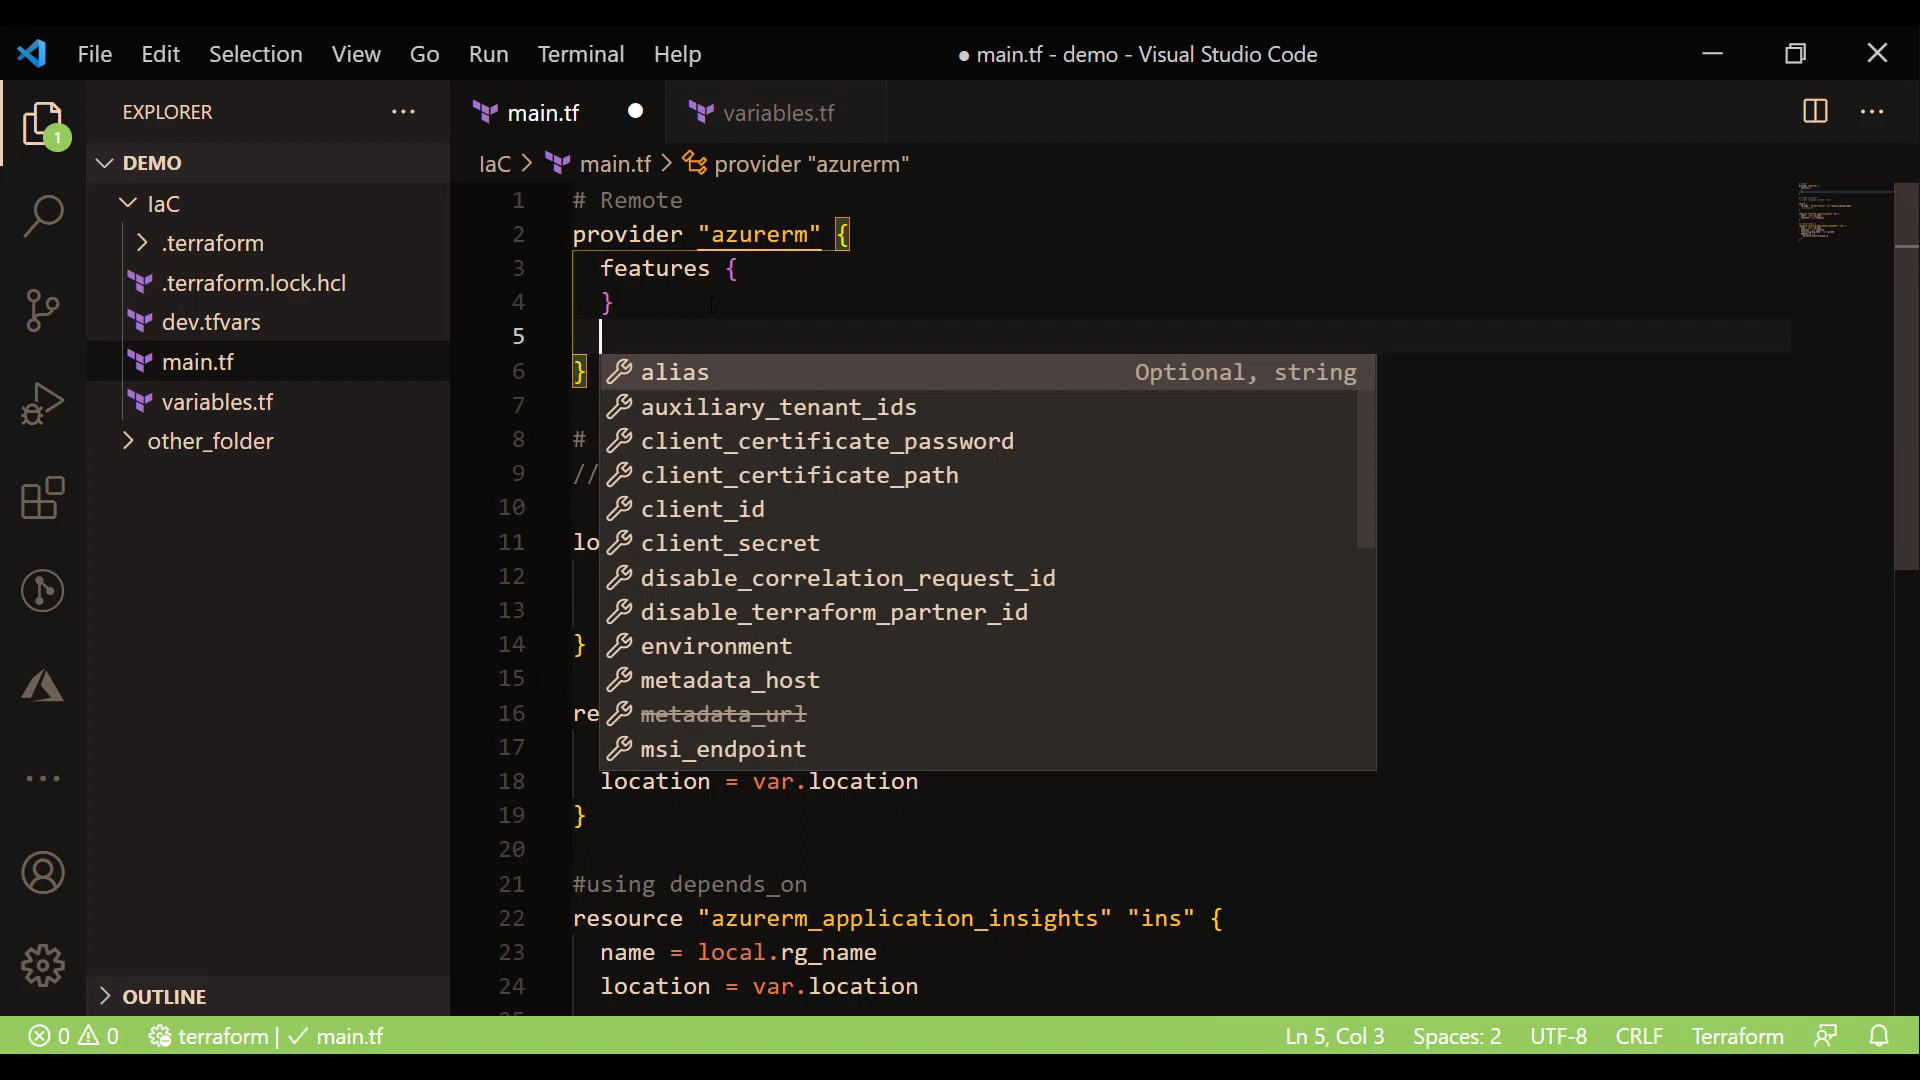 File Edit Selection View Go Run Terminal Help ● main.tf - demo - Visual Studio Code
EXPLORER ···
1
DEMO
IaC
.terraform
.terraform.lock.hcl
dev.tfvars
main.tf
variables.tf
other_folder
OUTLINE
main.tf ● variables.tf
IaC > main.tf > provider "azurerm"
1 # Remote
2 provider "azurerm" {
3 features {
4 }
5
6 }
7
8 #
9 //
10
11 lo
12
13
14 }
15
16 re
17
18 location = var.location
19 }
20
21 #using depends_on
22 resource "azurerm_application_insights" "ins" {
23 name = local.rg_name
24 location = var.location
alias Optional, string
auxiliary_tenant_ids
client_certificate_password
client_certificate_path
client_id
client_secret
disable_correlation_request_id
disable_terraform_partner_id
environment
metadata_host
metadata_url
msi_endpoint
0 0 terraform | ✓ main.tf Ln 5, Col 3 Spaces: 2 UTF-8 CRLF Terraform